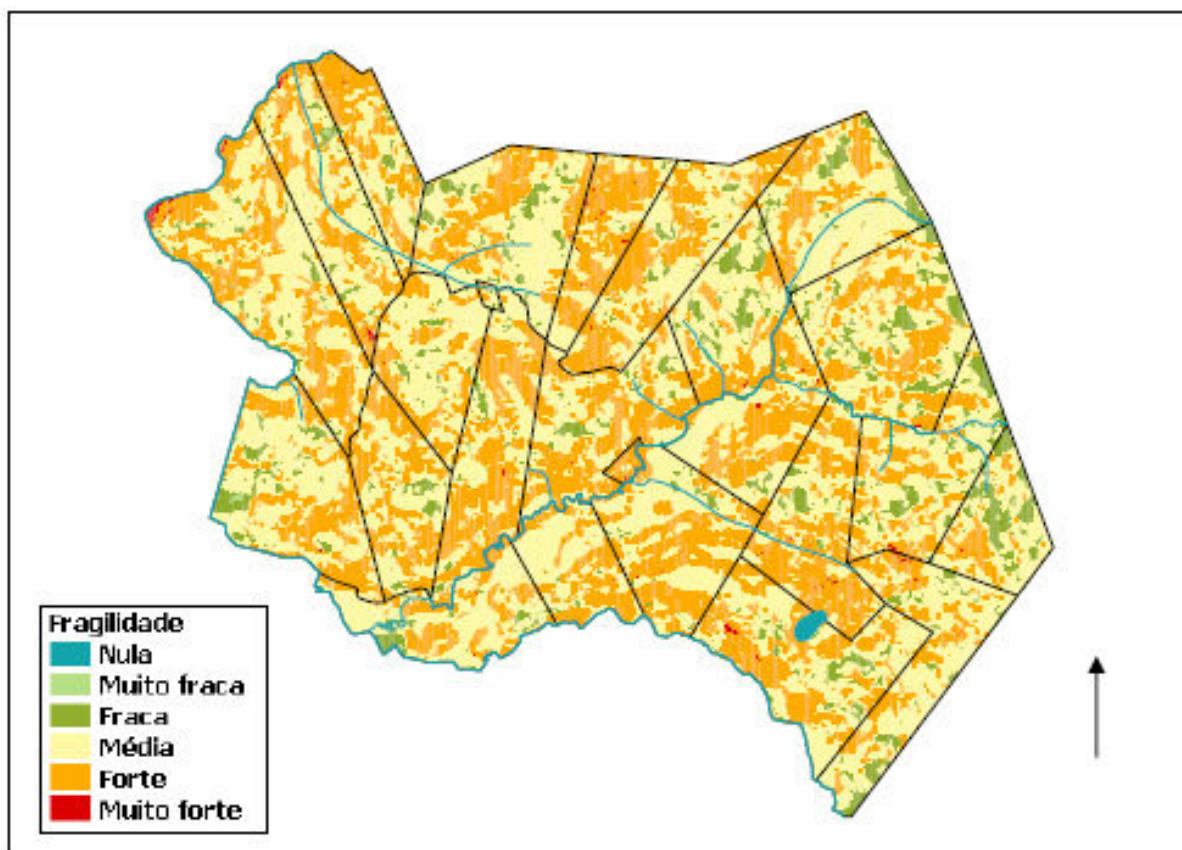 Fragilidade
Nula
Muito fraca
Fraca
Média
Forte
Muito forte